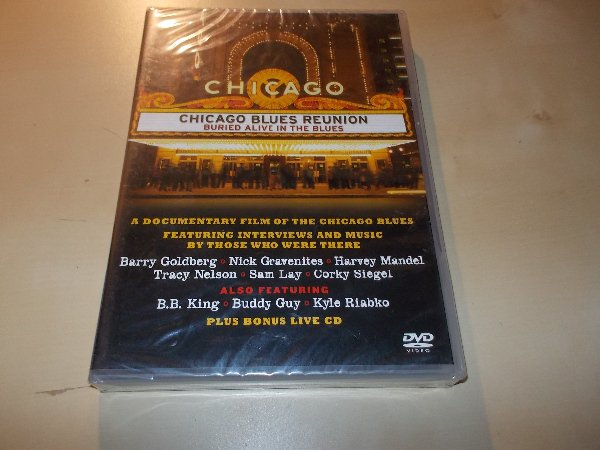 CHICAGO
CHICAGO BLUES REUNION
BURIED ALIVE IN THE BLUES
A DOCUMENTARY FILM OF THE CHICAGO BLUES
FEATURING INTERVIEWS AND MUSIC
BY THOSE WHO WERE THERE
Barry Goldberg • Nick Gravenites • Harvey Mandel
Tracy Nelson • Sam Lay • Corky Siegel
ALSO FEATURING
B.B. King • Buddy Guy • Kyle Riabko
PLUS BONUS LIVE CD
DVD
VIDEO